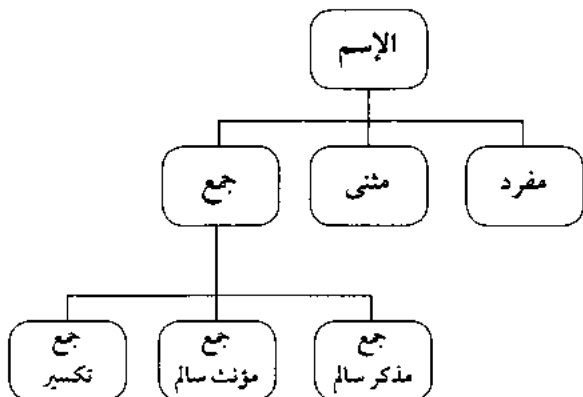 الإسم
مفرد
مثنى
جمع
جمع
مذكر سالم
جمع
مؤنث سالم
جمع
تكسير